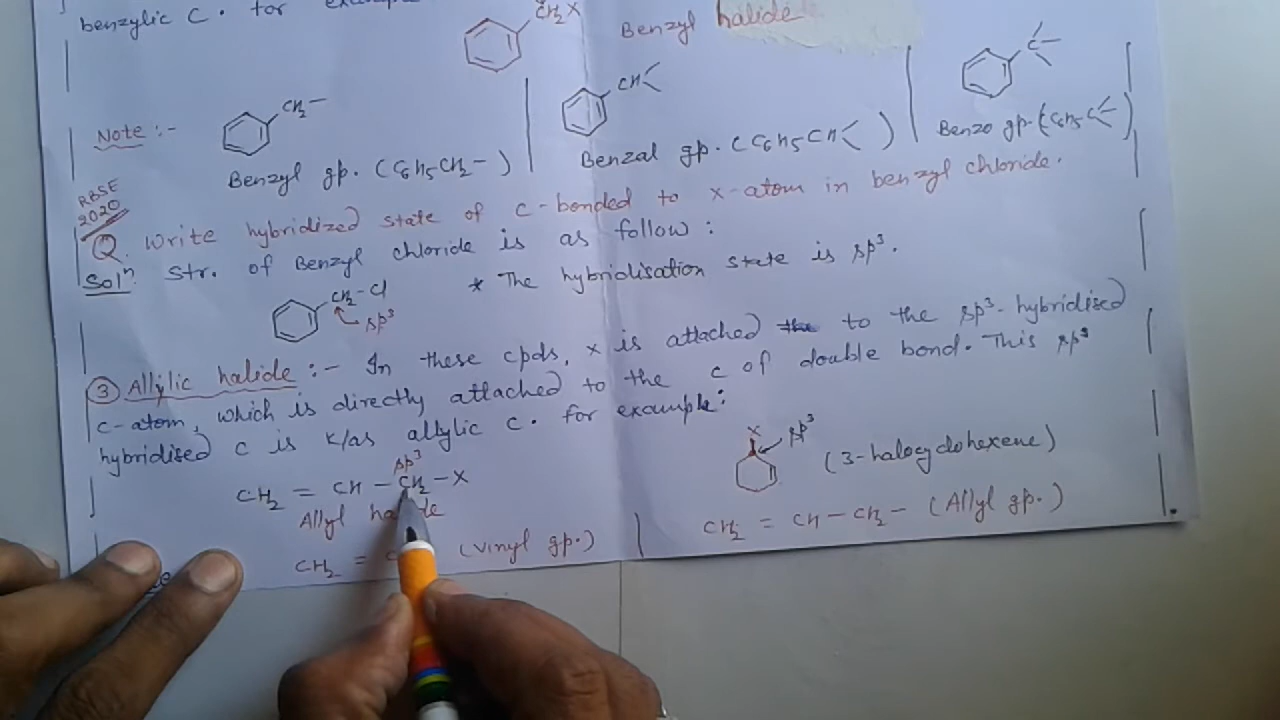 benzylic C. for
CH2X
Benzyl halide
Note :-
CH2-
Benzyl gp. (C6H5CH2-)
CH<
Benzal gp. (C6H5CH<)
C
Benzo gp. (C6H5C
RBSE
2020
Q. Write hybridized state of C-bonded to X-atom in benzyl chloride.
Soln. Str. of Benzyl chloride is as follow :
CH2-Cl
sp3
* The hybridisation state is sp3.
③ Allylic halide :- In these cpds, X is attached to the sp3-hybridised
C-atom, which is directly attached to the C of double bond. This sp3
hybridised C is k/as allylic C. for example:
sp3
CH2 = CH - CH2 - X
Allyl
X
sp3
(3-halocyclohexene)
CH2 = (Vinyl gp.)
CH2 = CH - CH2 - (Allyl gp.)